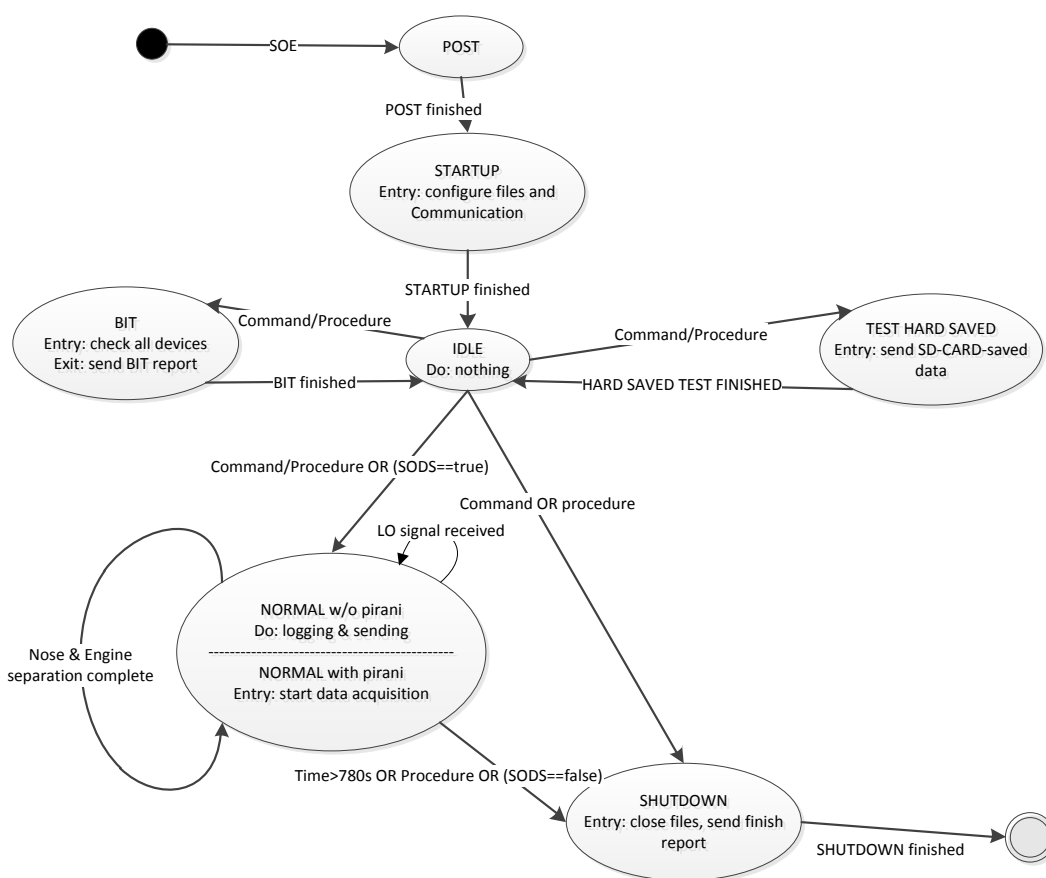 SOE
POST
POST finished
STARTUP
Entry: configure files and
Communication
STARTUP finished
BIT
Entry: check all devices
Exit: send BIT report
Command/Procedure
BIT finished
IDLE
Do: nothing
Command/Procedure
HARD SAVED TEST FINISHED
TEST HARD SAVED
Entry: send SD-CARD-saved
data
Command/Procedure OR (SODS==true)
Command OR procedure
LO signal received
NORMAL w/o pirani
Do: logging & sending
--------------------------------------------------
NORMAL with pirani
Entry: start data acquisition
Nose & Engine
separation complete
Time>780s OR Procedure OR (SODS==false)
SHUTDOWN
Entry: close files, send finish
report
SHUTDOWN finished